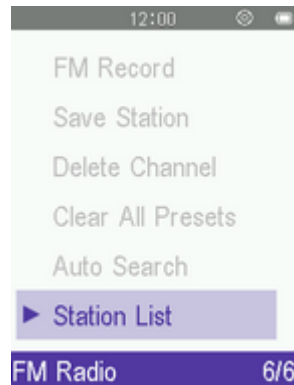 12:00
FM Record
Save Station
Delete Channel
Clear All Presets
Auto Search
Station List
FM Radio 6/6